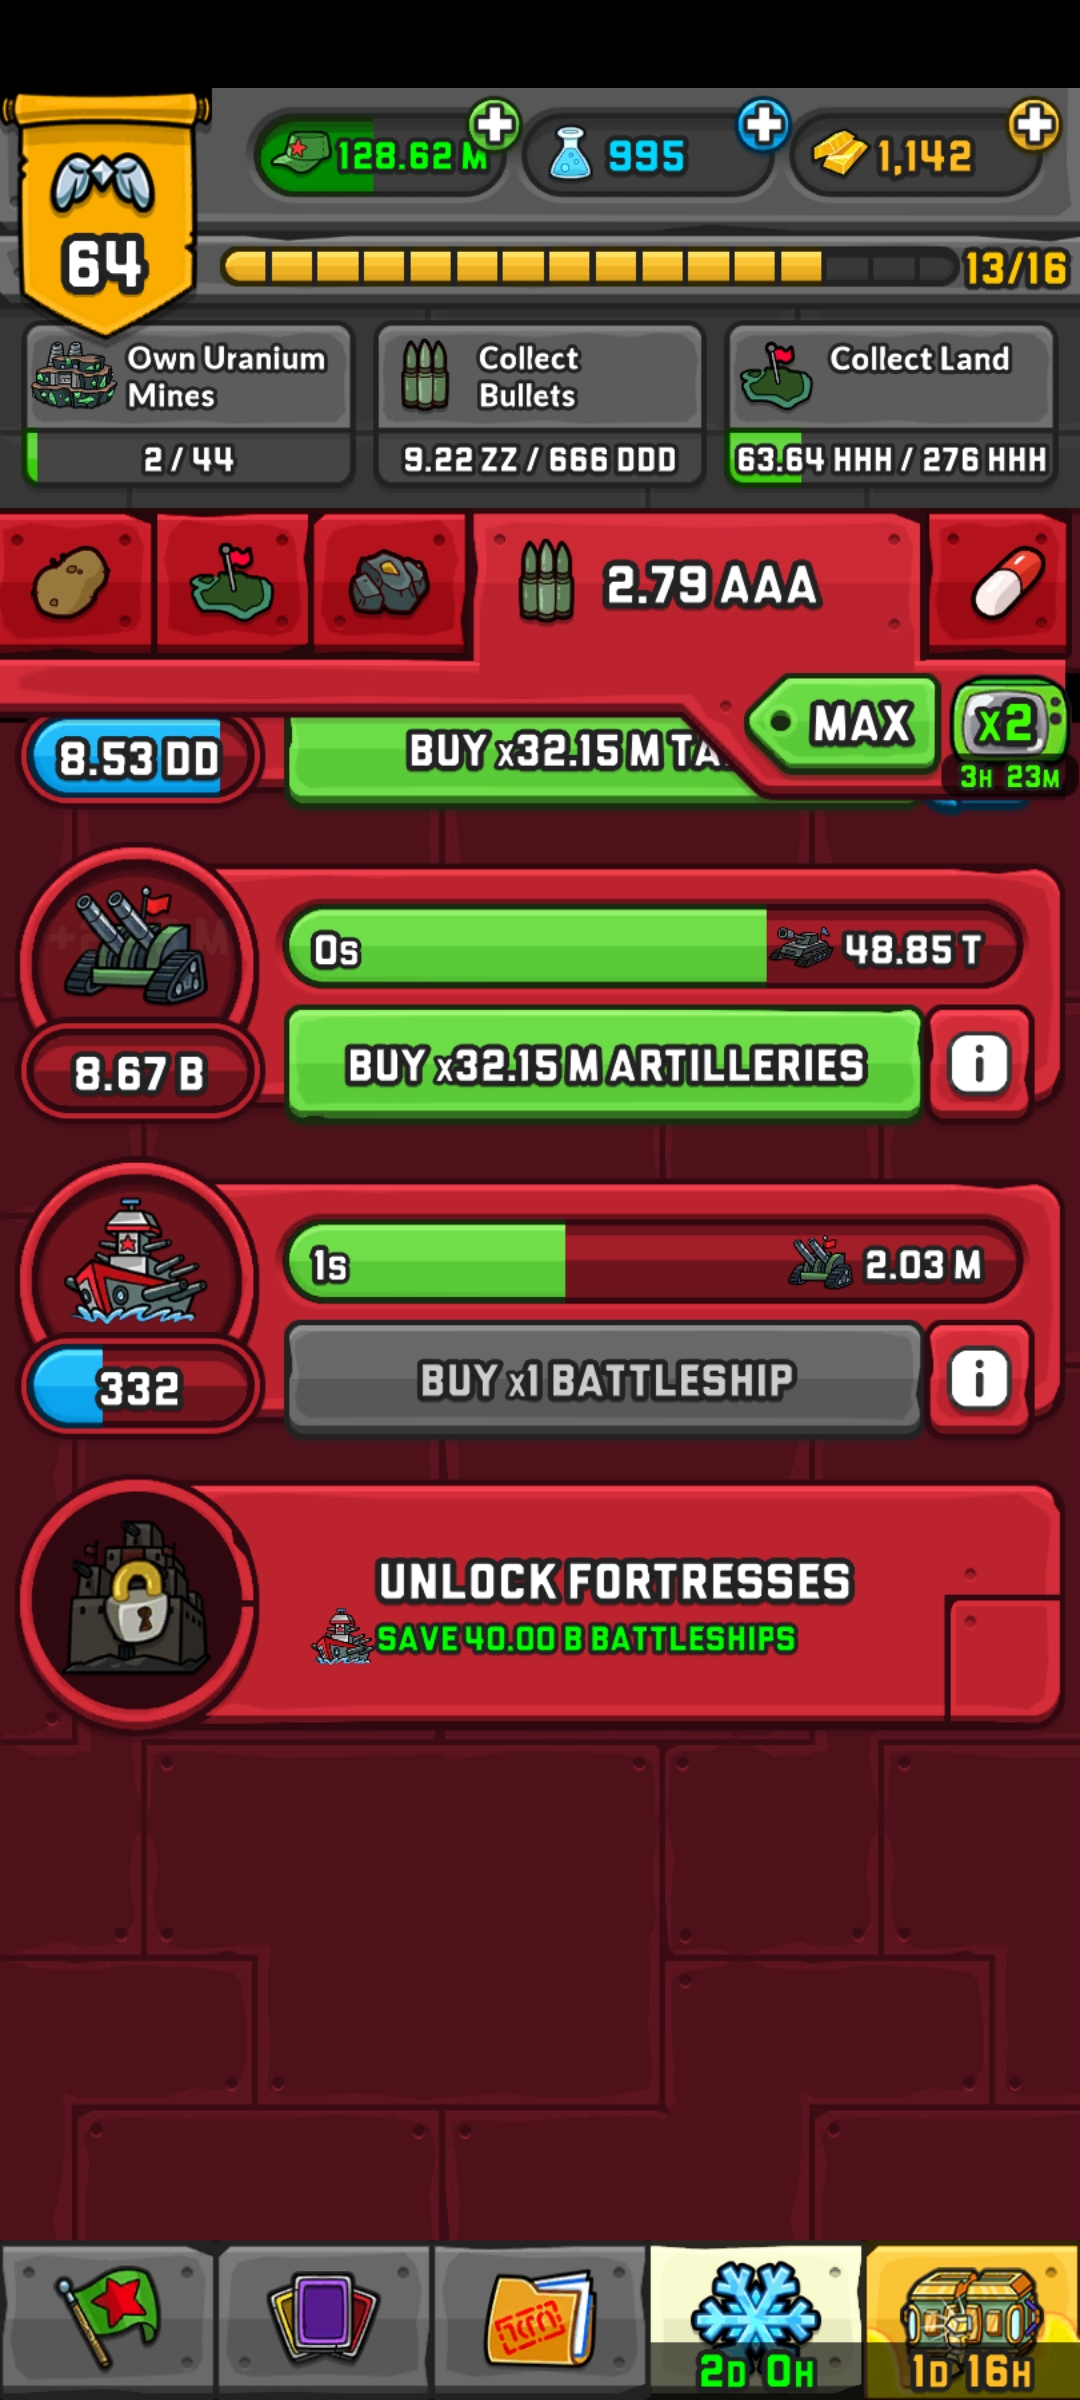 128.62 M
995
1,142
64
13/16
Own Uranium
Mines
2 / 44
Collect
Bullets
9.22 ZZ / 666 DDD
Collect Land
63.64 HHH / 276 HHH
2.79 AAA
MAX
x2
3H 23M
8.53 DD
BUY x32.15 M TA
0s
48.85 T
8.67 B
BUY x32.15 M ARTILLERIES
i
1s
2.03 M
332
BUY x1 BATTLESHIP
i
UNLOCK FORTRESSES
SAVE 40.00 B BATTLESHIPS
2D 0H
1D 16H